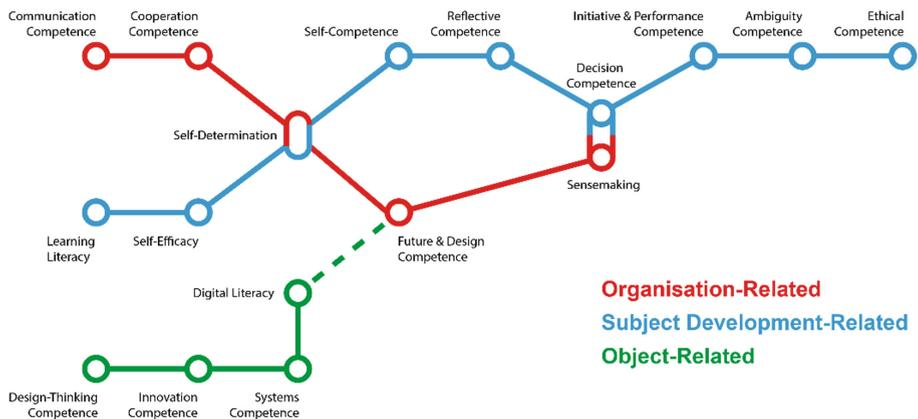 Communication
Competence
Cooperation
Competence
Self-Competence
Reflective
Competence
Initiative & Performance
Competence
Ambiguity
Competence
Ethical
Competence
Decision
Competence
Self-Determination
Sensemaking
Learning
Literacy
Self-Efficacy
Future & Design
Competence
Digital Literacy
Organisation-Related
Subject Development-Related
Object-Related
Design-Thinking
Competence
Innovation
Competence
Systems
Competence